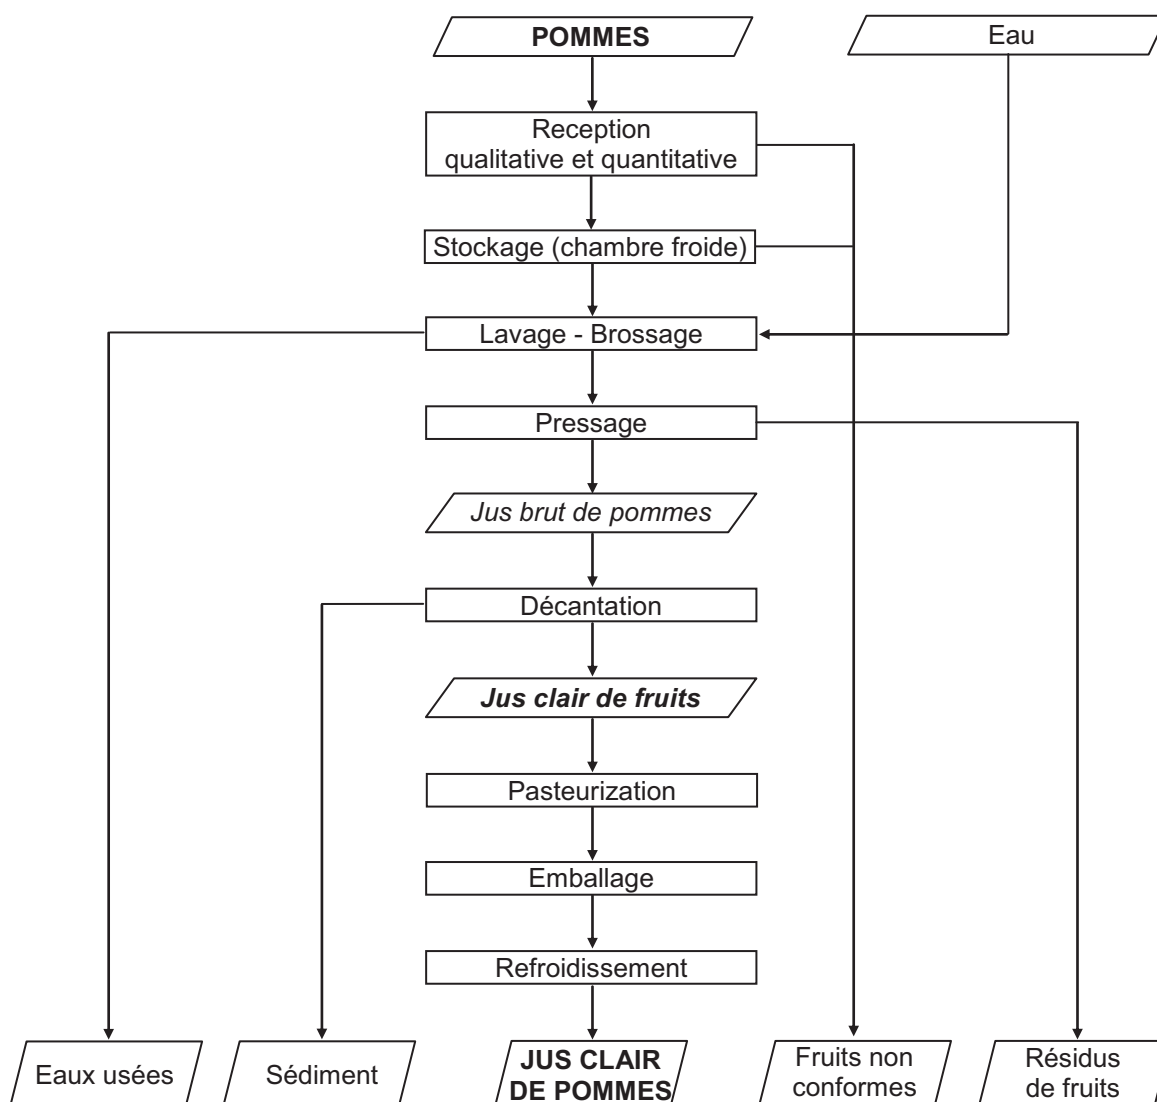 POMMES
Eau
Reception
qualitative et quantitative
Stockage (chambre froide)
Lavage - Brossage
Pressage
Jus brut de pommes
Décantation
Jus clair de fruits
Pasteurization
Emballage
Refroidissement
Eaux usées
Sédiment
JUS CLAIR
DE POMMES
Fruits non
conformes
Résidus
de fruits